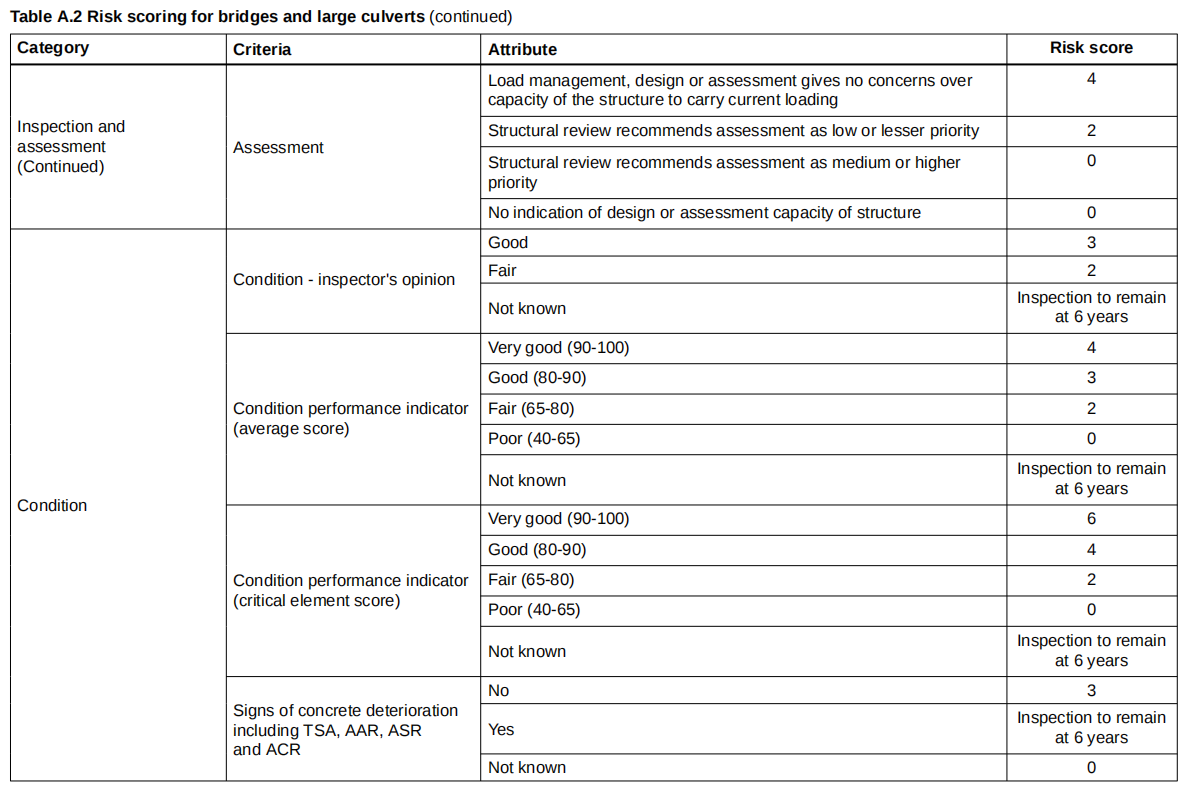 Table A.2 Risk scoring for bridges and large culverts (continued)
Category Criteria Attribute Risk score
Inspection and
assessment
(Continued)
Assessment
Load management, design or assessment gives no concerns over
capacity of the structure to carry current loading
4
Structural review recommends assessment as low or lesser priority 2
Structural review recommends assessment as medium or higher
priority
0
No indication of design or assessment capacity of structure 0
Condition
Condition - inspector's opinion
Good 3
Fair 2
Not known
Inspection to remain
at 6 years
Condition performance indicator
(average score)
Very good (90-100) 4
Good (80-90) 3
Fair (65-80) 2
Poor (40-65) 0
Not known
Inspection to remain
at 6 years
Condition performance indicator
(critical element score)
Very good (90-100) 6
Good (80-90) 4
Fair (65-80) 2
Poor (40-65) 0
Not known
Inspection to remain
at 6 years
Signs of concrete deterioration
including TSA, AAR, ASR
and ACR
No 3
Yes
Inspection to remain
at 6 years
Not known 0